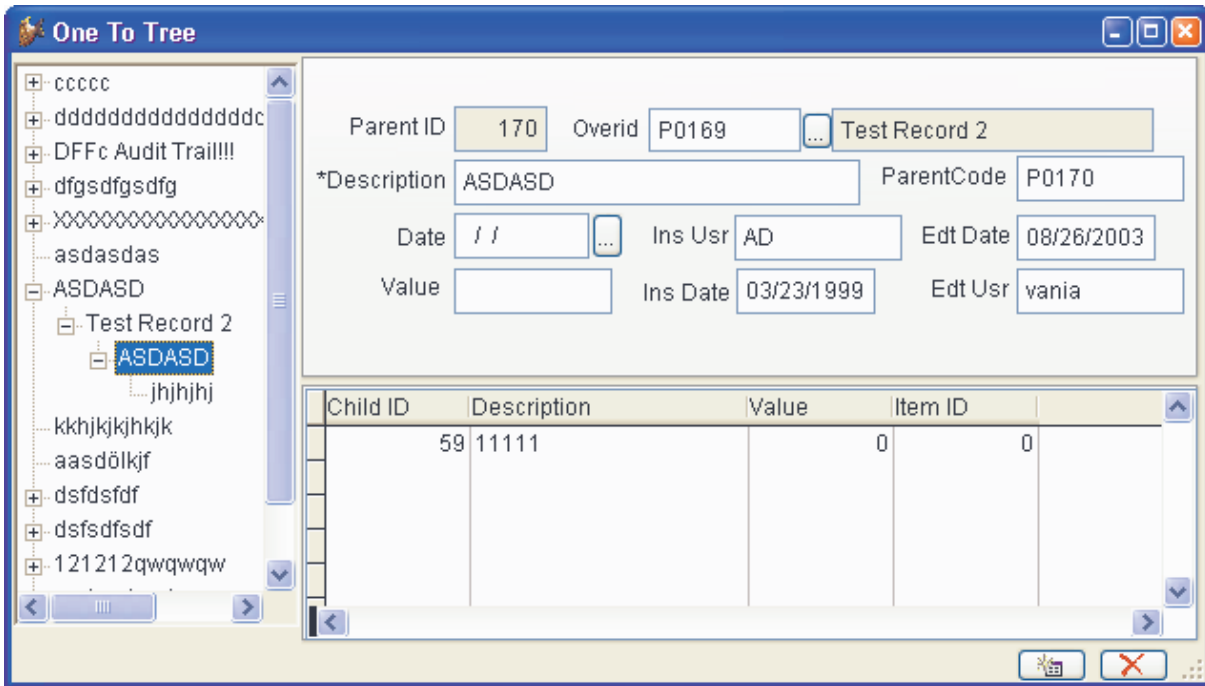 One To Tree
ccccc
DFFc Audit Trail!!!
dfgsdfgsdfg
asdasdas
ASDASD
Test Record 2
ASDASD
jhjhjhj
kkhjkjkjhkjk
aasdölkjf
dsfdsfdf
dsfsdfsdf
121212qwqwqw
Parent ID 170 Overid P0169 ... Test Record 2
*Description ASDASD ParentCode P0170
Date / / ... Ins Usr AD Edt Date 08/26/2003
Value Ins Date 03/23/1999 Edt Usr vania
Child ID Description Value Item ID
59 11111 0 0